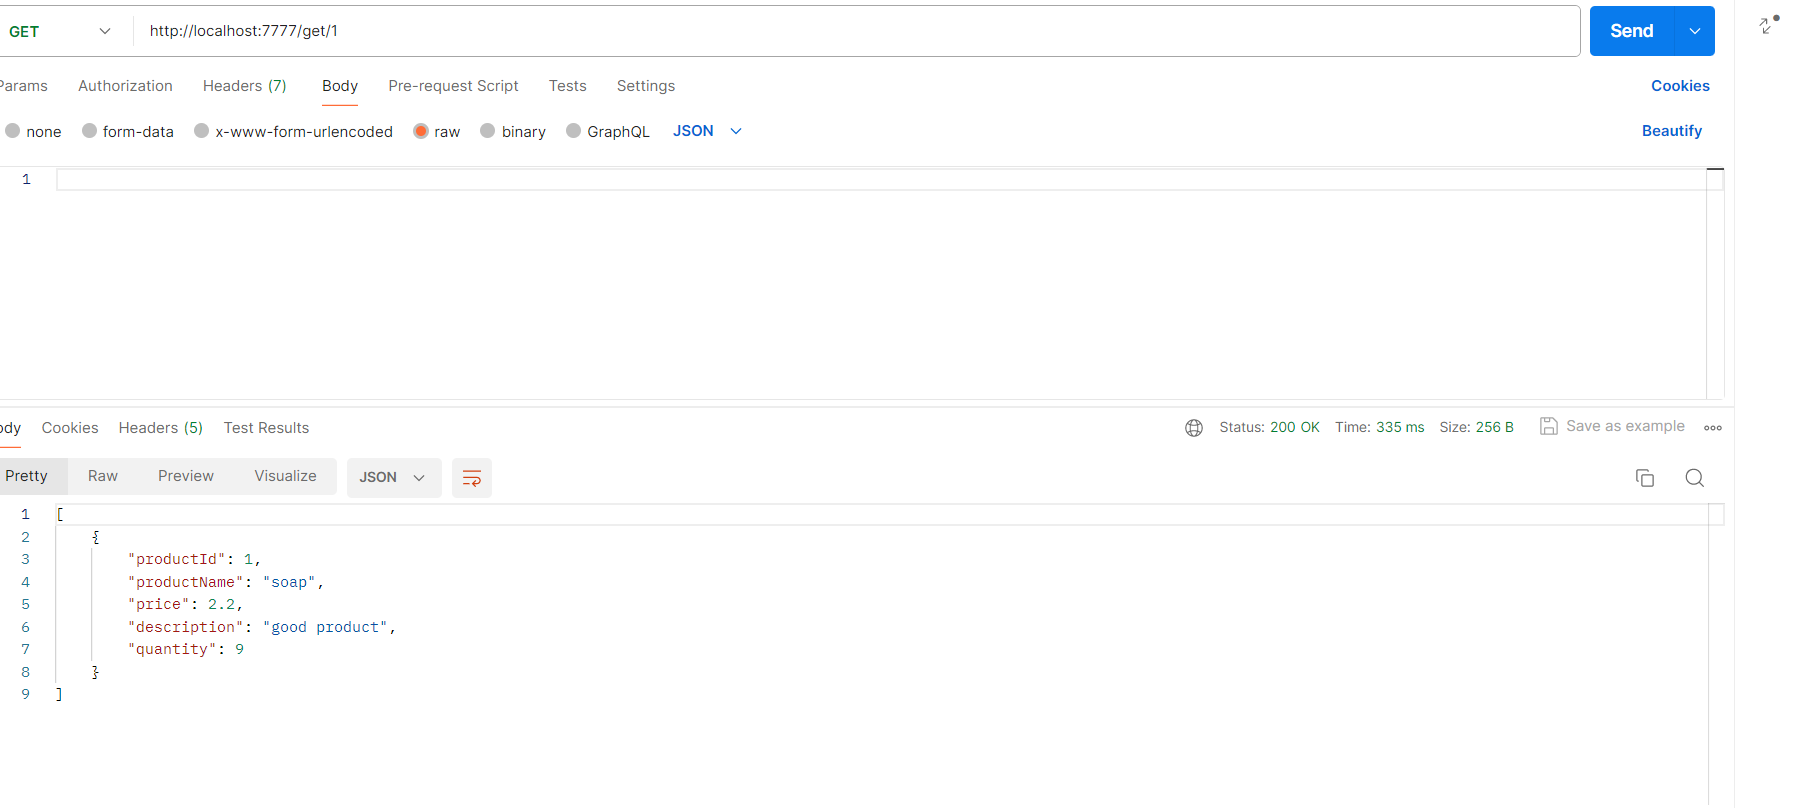 GET http://localhost:7777/get/1 Send
Params Authorization Headers (7) Body Pre-request Script Tests Settings Cookies
none form-data x-www-form-urlencoded raw binary GraphQL JSON Beautify
1
ody Cookies Headers (5) Test Results Status: 200 OK Time: 335 ms Size: 256 B Save as example
Pretty Raw Preview Visualize JSON
1 [
2 {
3 "productId": 1,
4 "productName": "soap",
5 "price": 2.2,
6 "description": "good product",
7 "quantity": 9
8 }
9 ]